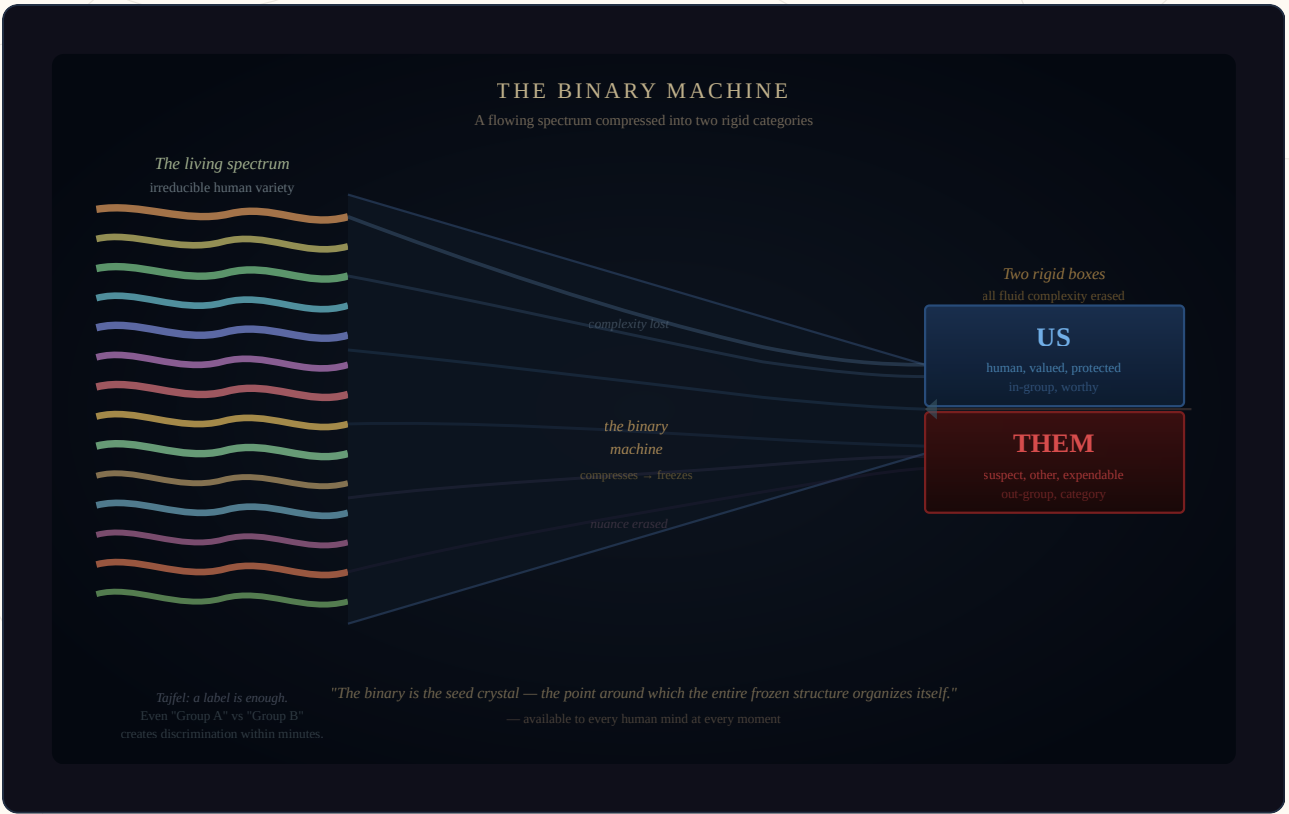 THE BINARY MACHINE
A flowing spectrum compressed into two rigid categories
The living spectrum
irreducible human variety
Two rigid boxes
all fluid complexity erased
US
human, valued, protected
in-group, worthy
complexity lost
the binary
machine
compresses → freezes
nuance erased
THEM
suspect, other, expendable
out-group, category
"The binary is the seed crystal — the point around which the entire frozen structure organizes itself."
— available to every human mind at every moment
Tajfel: a label is enough.
Even "Group A" vs "Group B"
creates discrimination within minutes.